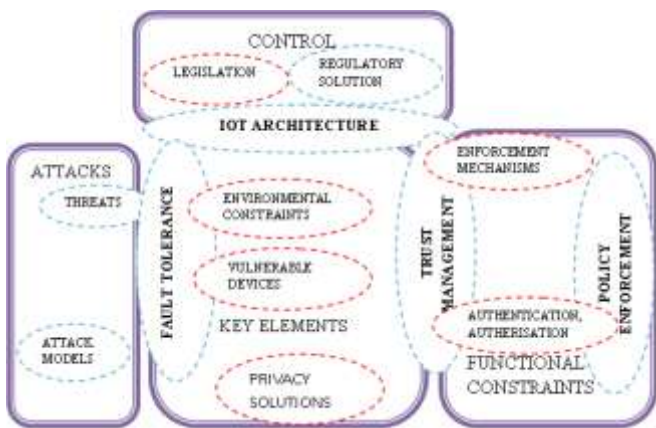 CONTROL
LEGISLATION
REGULATORY
SOLUTION
IOT ARCHITECTURE
ATTACKS
THREATS
ATTACK
MODELS
FAULT TOLERANCE
ENVIRONMENTAL
CONSTRAINTS
VULNERABLE
DEVICES
KEY ELEMENTS
PRIVACY
SOLUTIONS
TRUST
MANAGEMENT
ENFORCEMENT
MECHANISMS
POLICY
ENFORCEMENT
AUTHENTICATION,
AUTHERISATION
FUNCTIONAL
CONSTRAINTS